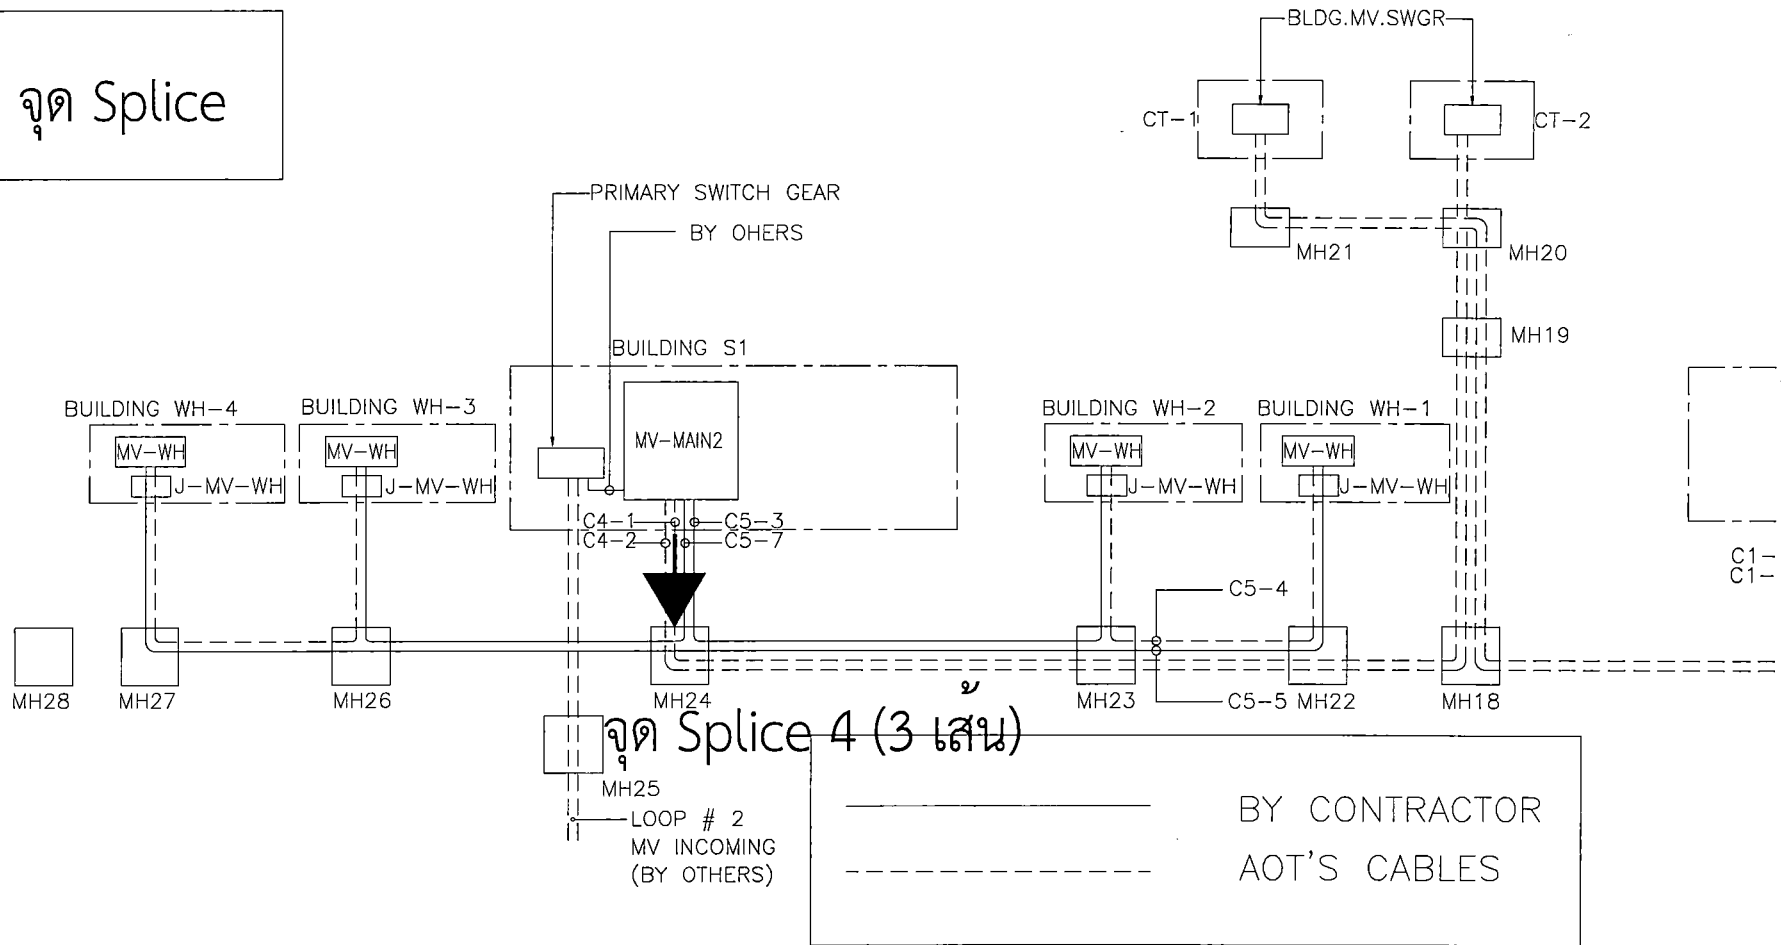 จุด Splice
BLDG.MV.SWGR
CT-1
CT-2
PRIMARY SWITCH GEAR
BY OHERS
MH21
MH20
MH19
BUILDING S1
BUILDING WH-4
BUILDING WH-3
BUILDING WH-2
BUILDING WH-1
MV-WH
MV-WH
MV-MAIN2
MV-WH
MV-WH
J-MV-WH
J-MV-WH
J-MV-WH
J-MV-WH
C4-1
C5-3
C4-2
C5-7
C1-
C1-
C5-4
MH28
MH27
MH26
MH24
MH23
C5-5
MH22
MH18
จุด Splice 4 (3 เส้น)
MH25
LOOP # 2
MV INCOMING
(BY OTHERS)
BY CONTRACTOR
AOT'S CABLES